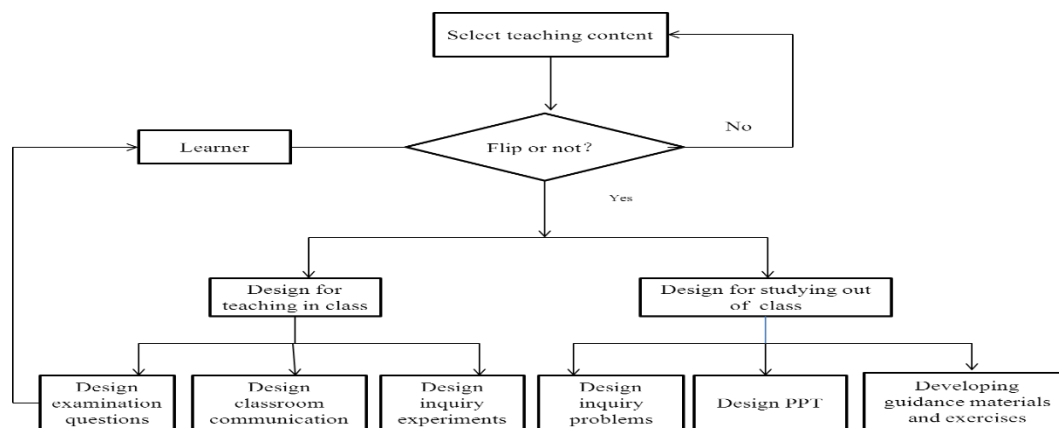 Select teaching content
No
Learner
Flip or not?
Yes
Design for
teaching in class
Design for studying out
of class
Design
examination
questions
Design
classroom
communication
Design
inquiry
experiments
Design
inquiry
problems
Design PPT
Developing
guidance materials
and exercises